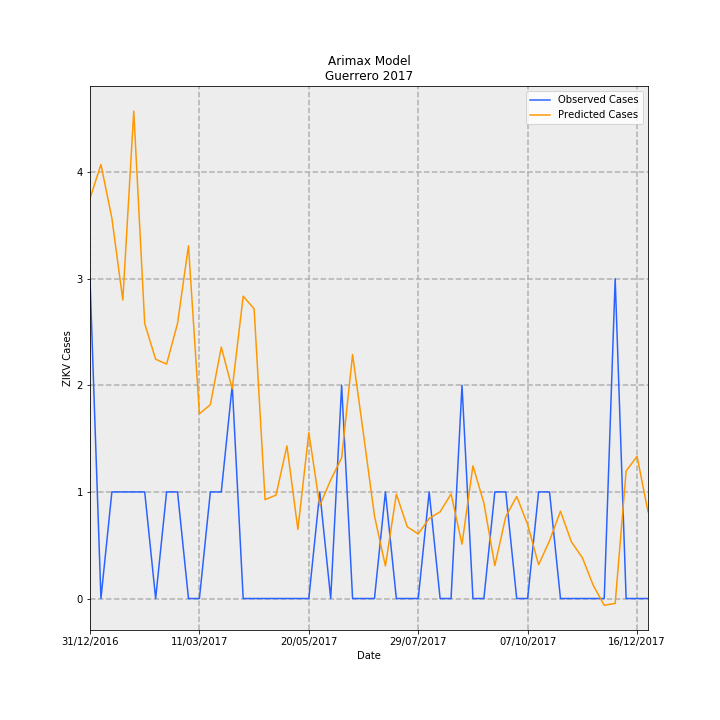 Arimax Model
Guerrero 2017
Observed Cases
Predicted Cases
ZIKV Cases
4
3
2
1
0
31/12/2016
11/03/2017
20/05/2017
29/07/2017
07/10/2017
16/12/2017
Date